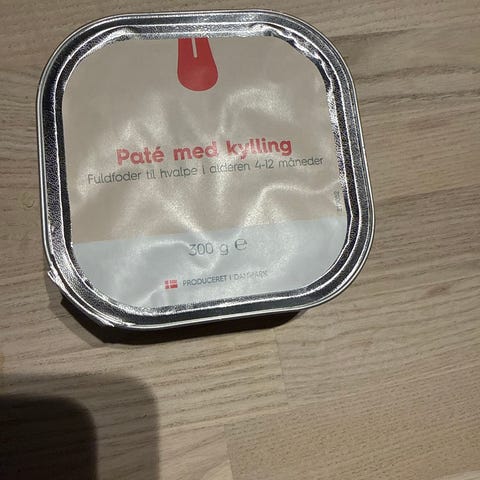 Paté med kylling
Fuldfoder til hvalpe i alderen 4-12 måneder
300 g ℮
PRODUCERET I DANMARK